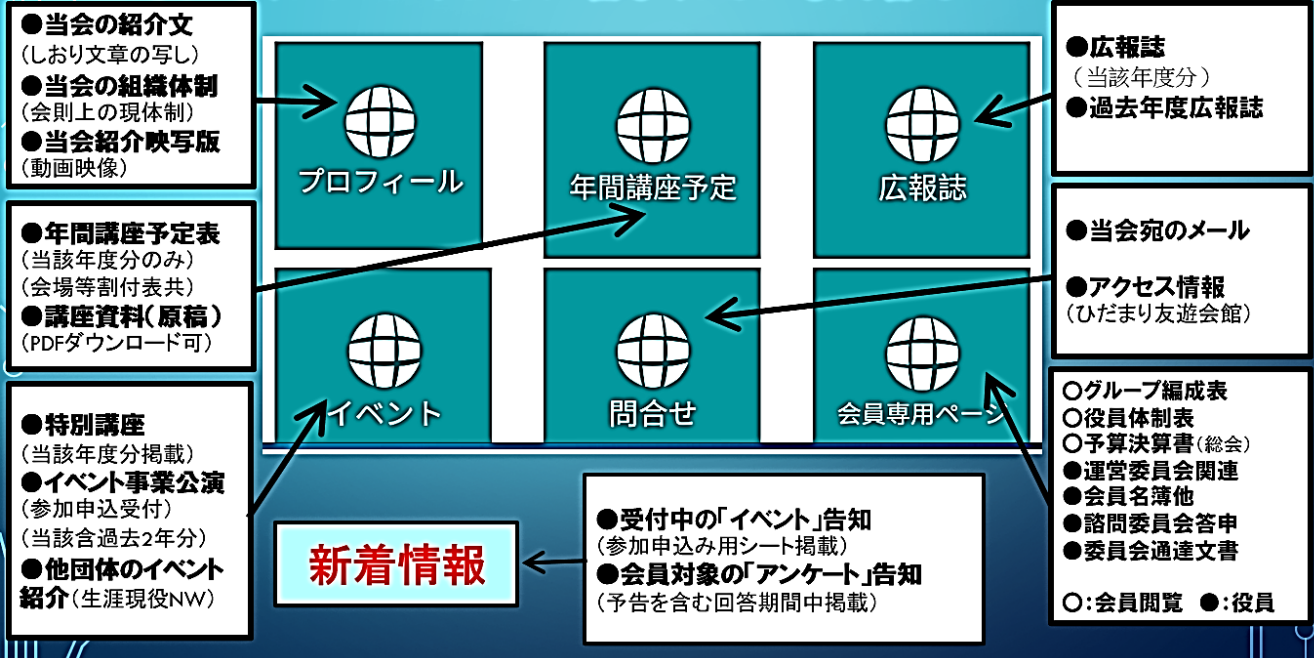 ●当会の紹介文
(しおり文章の写し)
●当会の組織体制
(会則上の現体制)
●当会紹介映写版
(動画映像)
●年間講座予定表
(当該年度分のみ)
(会場等割付表共)
●講座資料(原稿)
(PDFダウンロード可)
●特別講座
(当該年度分掲載)
●イベント事業公演
(参加申込受付)
(当該含過去2年分)
●他団体のイベント
紹介(生涯現役NW)
プロフィール
年間講座予定
広報誌
イベント
問合せ
会員専用ページ
新着情報
●受付中の「イベント」告知
(参加申込み用シート掲載)
●会員対象の「アンケート」告知
(予告を含む回答期間中掲載)
●広報誌
(当該年度分)
●過去年度広報誌
●当会宛のメール
●アクセス情報
(ひだまり友遊会館)
○グループ編成表
○役員体制表
○予算決算書(総会)
●運営委員会関連
●会員名簿他
●諮問委員会答申
●委員会通達文書
○:会員閲覧 ●:役員